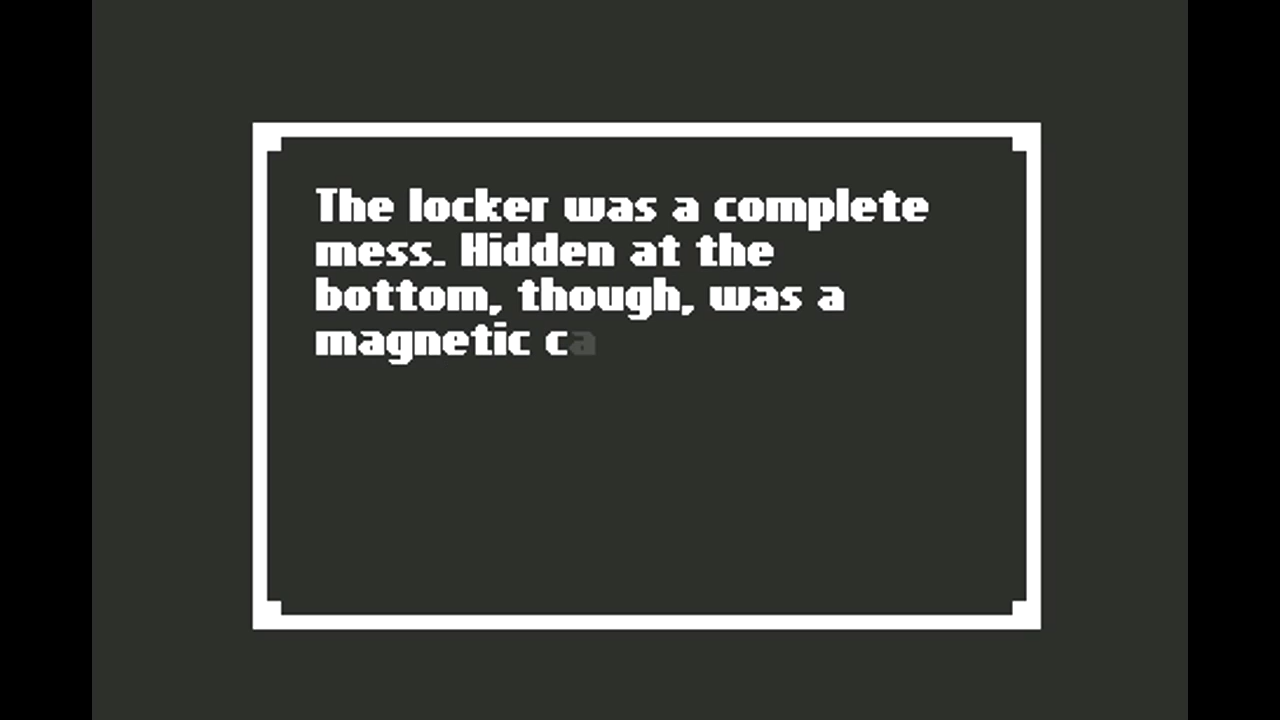 The locker was a complete
mess. Hidden at the
bottom, though, was a
magnetic ca